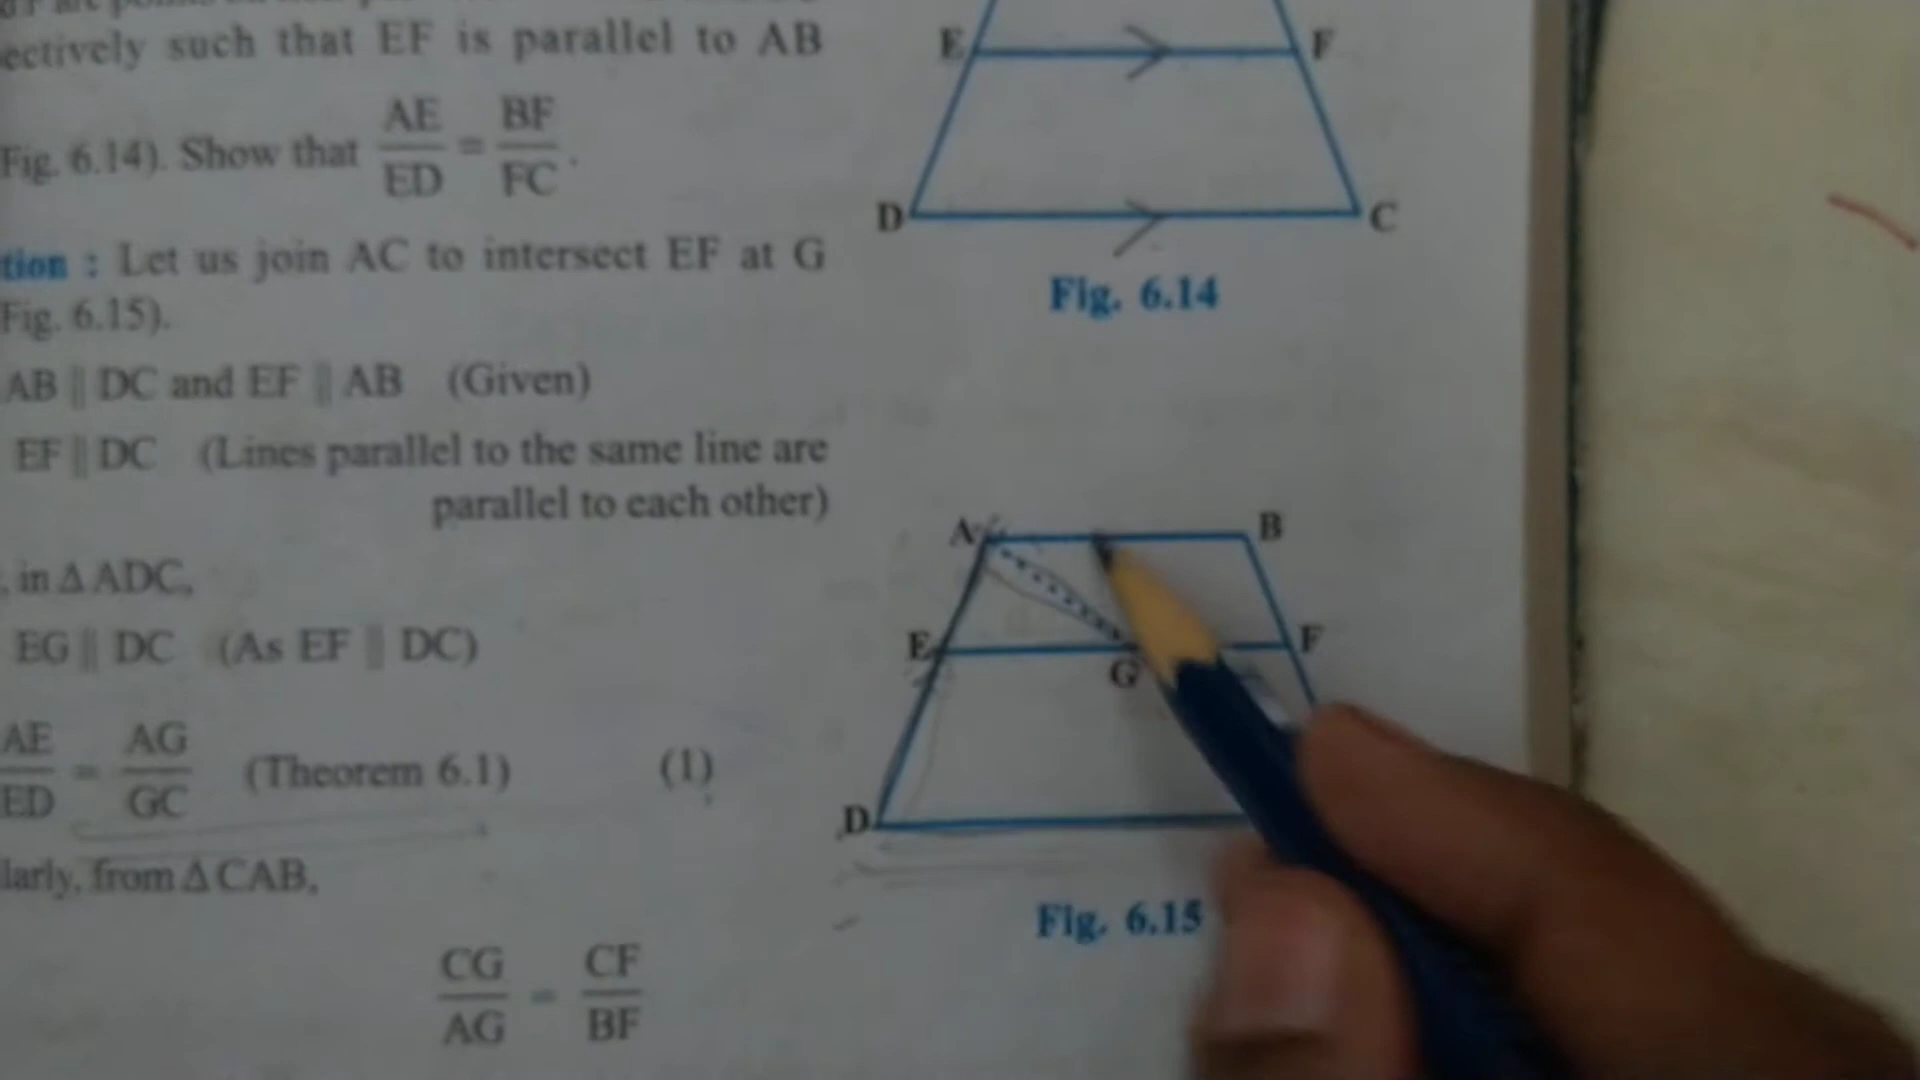 ectively such that EF is parallel to AB
Fig. 6.14). Show that AE/ED = BF/FC.
tion : Let us join AC to intersect EF at G
Fig. 6.15).
AB || DC and EF || AB (Given)
EF || DC (Lines parallel to the same line are
parallel to each other)
, in Δ ADC,
EG || DC (As EF || DC)
AE/ED = AG/GC (Theorem 6.1) (1)
larly, from Δ CAB,
CG/AG = CF/BF
E F
D C
Fig. 6.14
A B
E F
G
D
Fig. 6.15